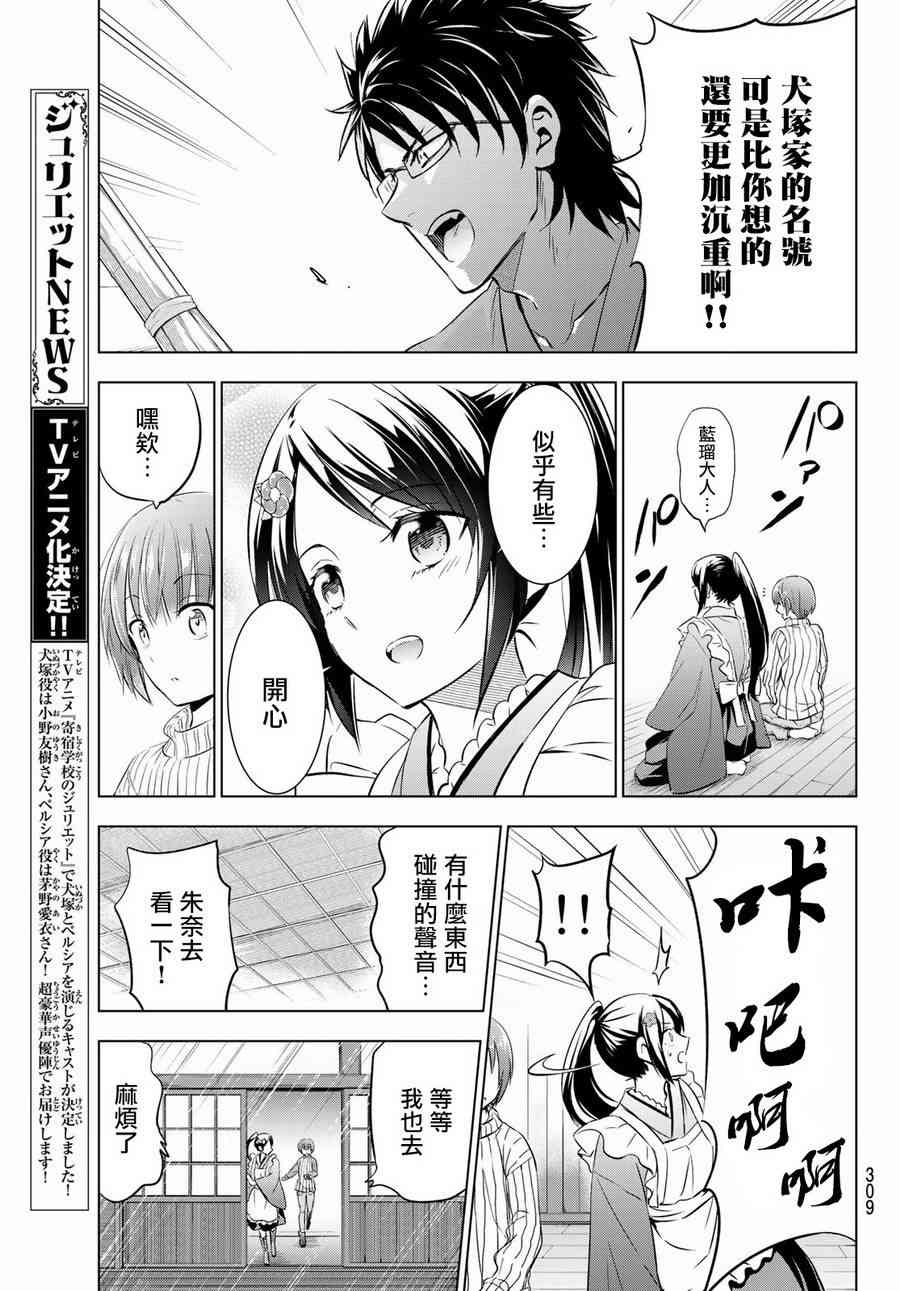 犬塚家的名號
可是比你想的
還要更加沉重啊!!
パァン
パン
藍瑠大人…
似乎有些…
開心
嘿欸…
咔吧啊啊
!!
有什麼東西
碰撞的聲音…
朱奈去
看一下!
等等
我也去
麻煩了
309
ジュリエットNEWS
TVアニメ化決定!!
テレビ
か
けっ
てい
TVアニメ『寄宿学校のジュリエット』で犬塚とペルシアを演じるキャストが決定しました!
犬塚役は小野友樹さん、ペルシア役は茅野愛衣さん! 超豪華声優陣でお届けします!